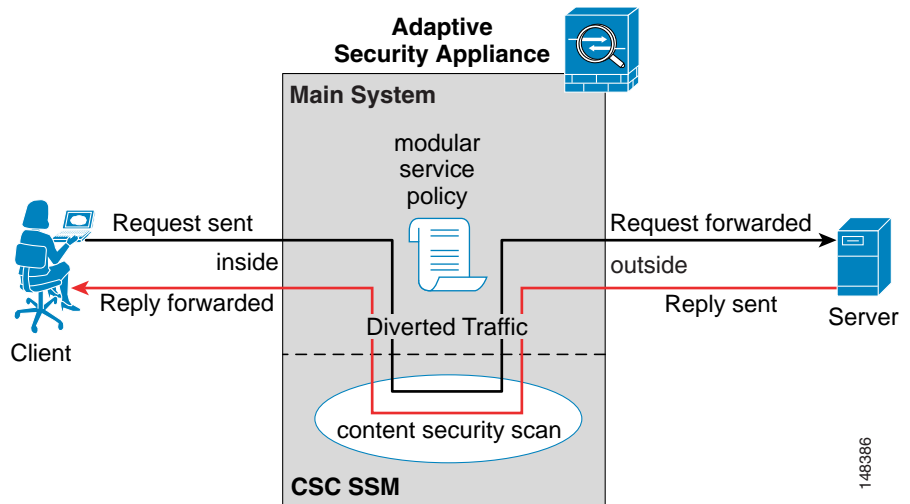 Adaptive
Security Appliance
Main System
modular
service
policy
Request sent
Request forwarded
inside
outside
Reply forwarded
Reply sent
Client
Server
Diverted Traffic
content security scan
CSC SSM
148386